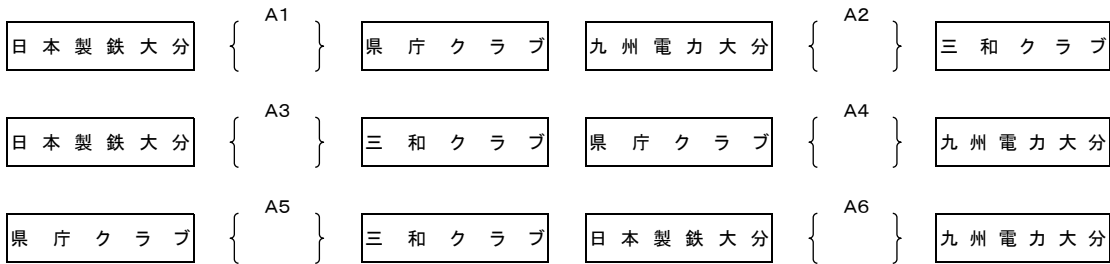 A1 A2
日本製鉄大分 { } 県庁クラブ 九州電力大分 { } 三和クラブ
A3 A4
日本製鉄大分 { } 三和クラブ 県庁クラブ { } 九州電力大分
A5 A6
県庁クラブ { } 三和クラブ 日本製鉄大分 { } 九州電力大分